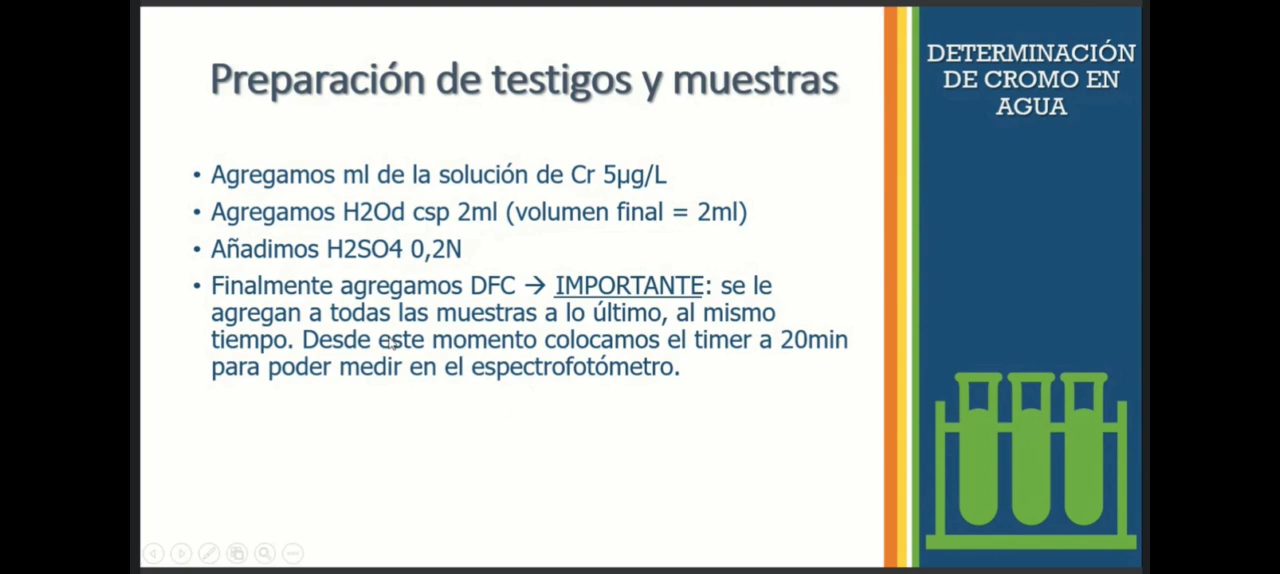 Preparación de testigos y muestras
• Agregamos ml de la solución de Cr 5µg/L
• Agregamos H2Od csp 2ml (volumen final = 2ml)
• Añadimos H2SO4 0,2N
• Finalmente agregamos DFC → IMPORTANTE: se le
agregan a todas las muestras a lo último, al mismo
tiempo. Desde este momento colocamos el timer a 20min
para poder medir en el espectrofotómetro.
DETERMINACIÓN
DE CROMO EN
AGUA